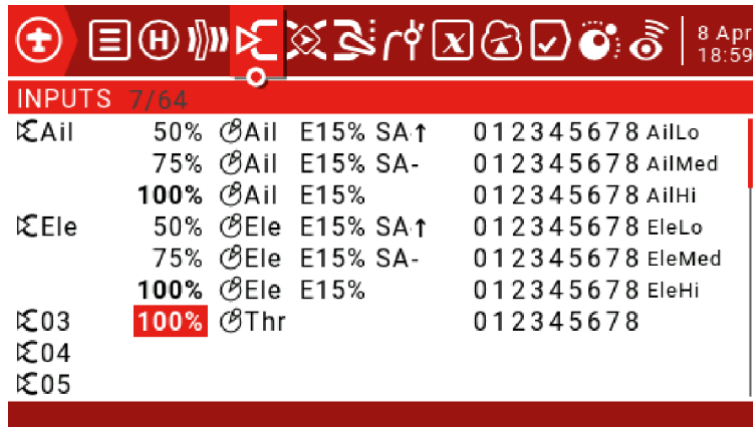 8 Apr
18:59
INPUTS 7/64
Ail 50% Ail E15% SA↑ 012345678 AilLo
75% Ail E15% SA- 012345678 AilMed
100% Ail E15% 012345678 AilHi
Ele 50% Ele E15% SA↑ 012345678 EleLo
75% Ele E15% SA- 012345678 EleMed
100% Ele E15% 012345678 EleHi
03 100% Thr 012345678
04
05